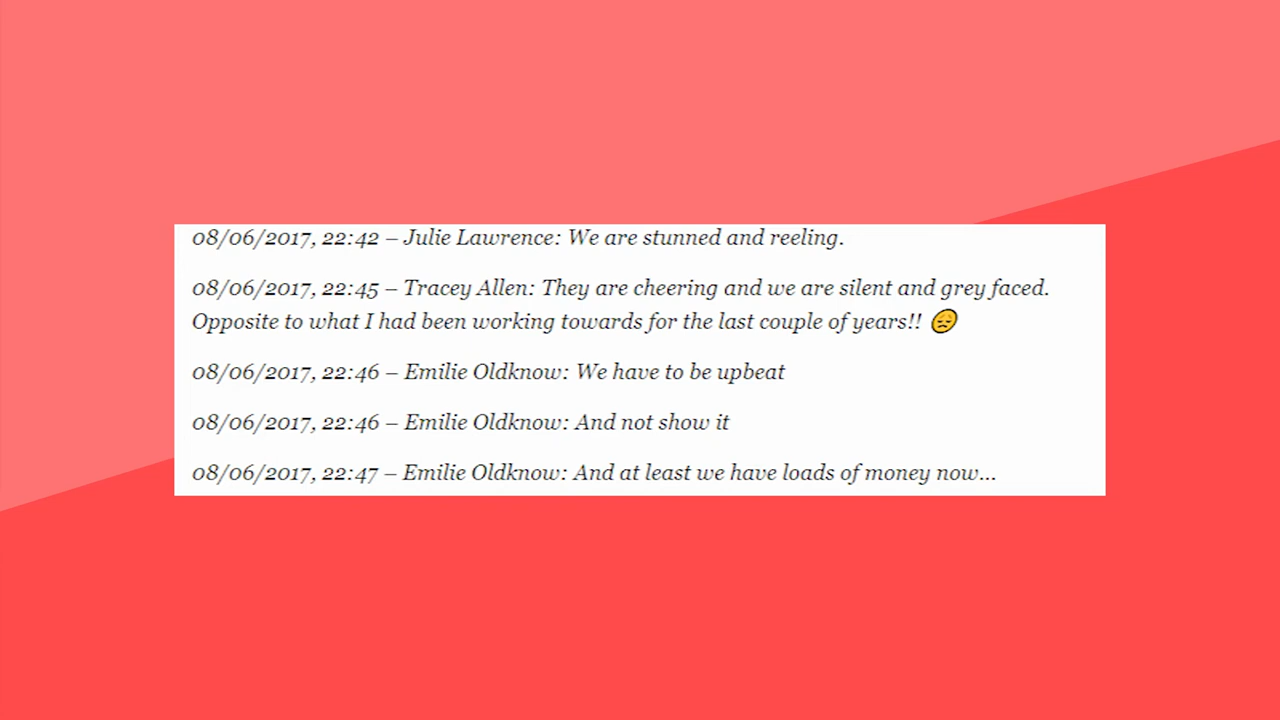 08/06/2017, 22:42 – Julie Lawrence: We are stunned and reeling.
08/06/2017, 22:45 – Tracey Allen: They are cheering and we are silent and grey faced.
Opposite to what I had been working towards for the last couple of years!! 😔
08/06/2017, 22:46 – Emilie Oldknow: We have to be upbeat
08/06/2017, 22:46 – Emilie Oldknow: And not show it
08/06/2017, 22:47 – Emilie Oldknow: And at least we have loads of money now...